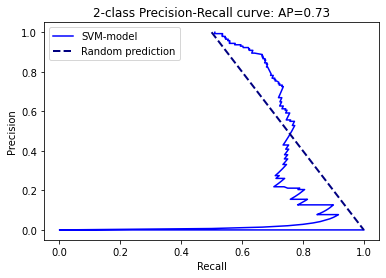 2-class Precision-Recall curve: AP=0.73
SVM-model
Random prediction
Precision
1.0
0.8
0.6
0.4
0.2
0.0
0.0 0.2 0.4 0.6 0.8 1.0
Recall